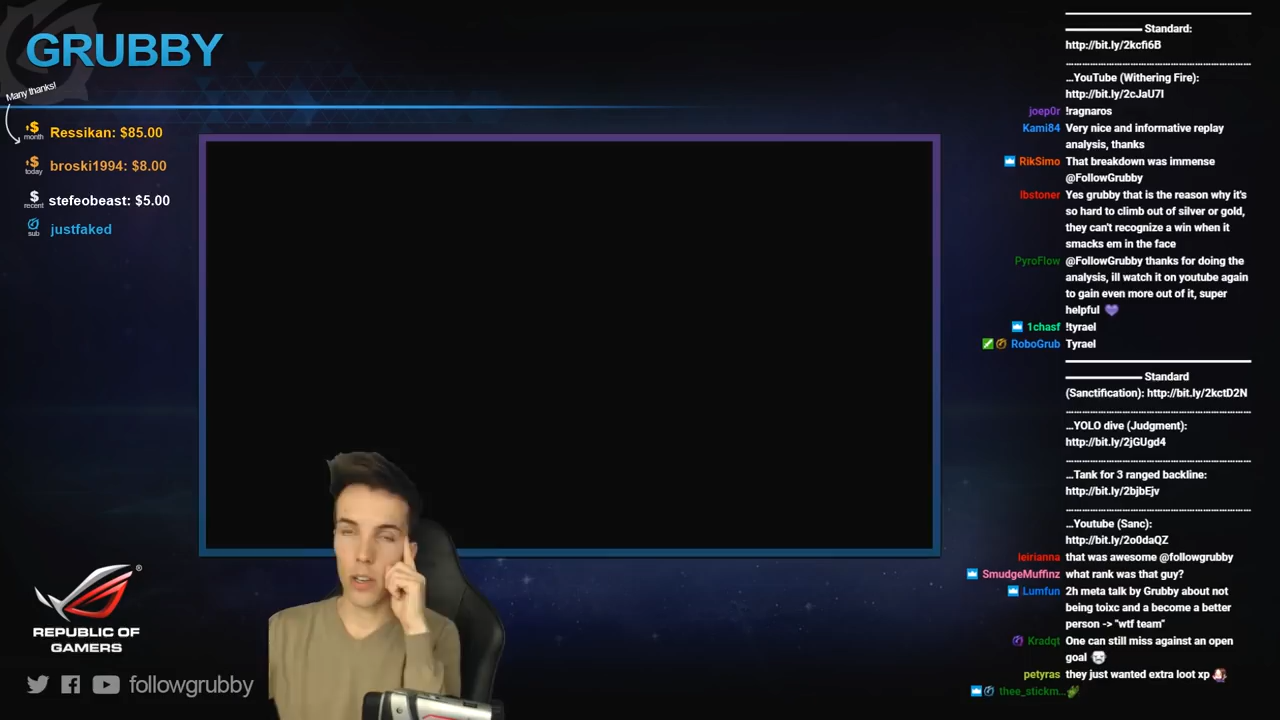 GRUBBY
Many thanks!
$ month Ressikan: $85.00
$ today broski1994: $8.00
$ recent stefeobeast: $5.00
sub justfaked
REPUBLIC OF
GAMERS
®
followgrubby
Standard:
http://bit.ly/2kcfi6B
...YouTube (Withering Fire):
http://bit.ly/2cJaU7I
joep0r !ragnaros
Kami84 Very nice and informative replay
analysis, thanks
RikSimo That breakdown was immense
@FollowGrubby
lbstoner Yes grubby that is the reason why it's
so hard to climb out of silver or gold,
they can't recognize a win when it
smacks em in the face
PyroFlow @FollowGrubby thanks for doing the
analysis, ill watch it on youtube again
to gain even more out of it, super
helpful
1chasf !tyrael
RoboGrub Tyrael
Standard
(Sanctification): http://bit.ly/2kctD2N
...YOLO dive (Judgment):
http://bit.ly/2jGUgd4
...Tank for 3 ranged backline:
http://bit.ly/2bjbEjv
...Youtube (Sanc):
http://bit.ly/2o0daQZ
leirianna that was awesome @followgrubby
SmudgeMuffinz what rank was that guy?
Lumfun 2h meta talk by Grubby about not
being toixc and a become a better
person -> "wtf team"
Kradqt One can still miss against an open
goal
petyras they just wanted extra loot xp
thee_stickm...